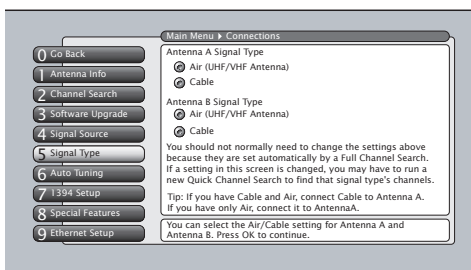 Main Menu ▸ Connections
0 Go Back
1 Antenna Info
2 Channel Search
3 Software Upgrade
4 Signal Source
5 Signal Type
6 Auto Tuning
7 1394 Setup
8 Special Features
9 Ethernet Setup
Antenna A Signal Type
Air (UHF/VHF Antenna)
Cable
Antenna B Signal Type
Air (UHF/VHF Antenna)
Cable
You should not normally need to change the settings above
because they are set automatically by a Full Channel Search.
If a setting in this screen is changed, you may have to run a
new Quick Channel Search to find that signal type's channels.
Tip: If you have Cable and Air, connect Cable to Antenna A.
If you have only Air, connect it to AntennaA.
You can select the Air/Cable setting for Antenna A and
Antenna B. Press OK to continue.